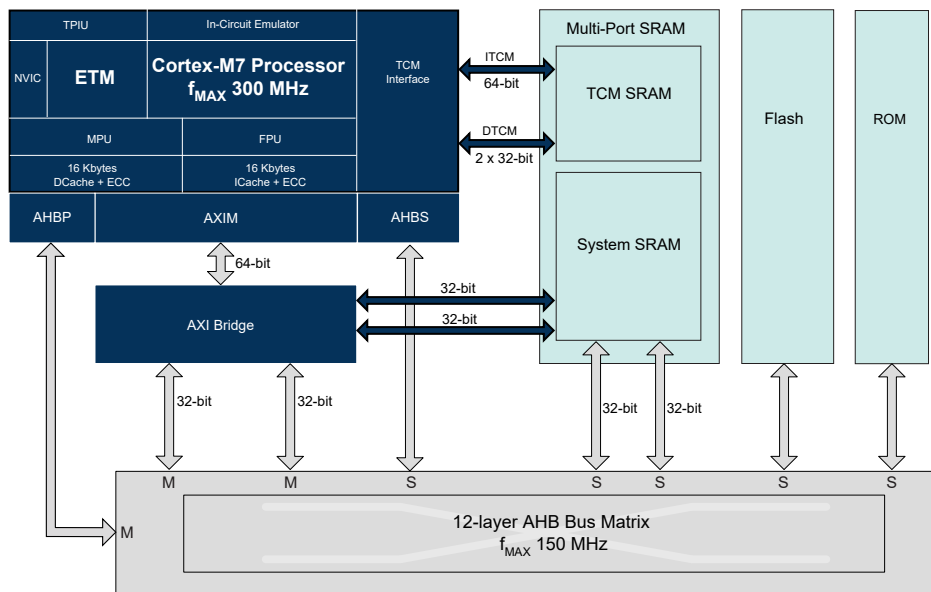 TPIU
In-Circuit Emulator
NVIC
ETM
Cortex-M7 Processor
fMAX 300 MHz
TCM
Interface
MPU
FPU
16 Kbytes
DCache + ECC
16 Kbytes
ICache + ECC
AHBP
AXIM
AHBS
ITCM
64-bit
DTCM
2 x 32-bit
Multi-Port SRAM
TCM SRAM
System SRAM
Flash
ROM
64-bit
AXI Bridge
32-bit
32-bit
32-bit
32-bit
32-bit
32-bit
M
M
S
S
S
S
S
M
12-layer AHB Bus Matrix
fMAX 150 MHz